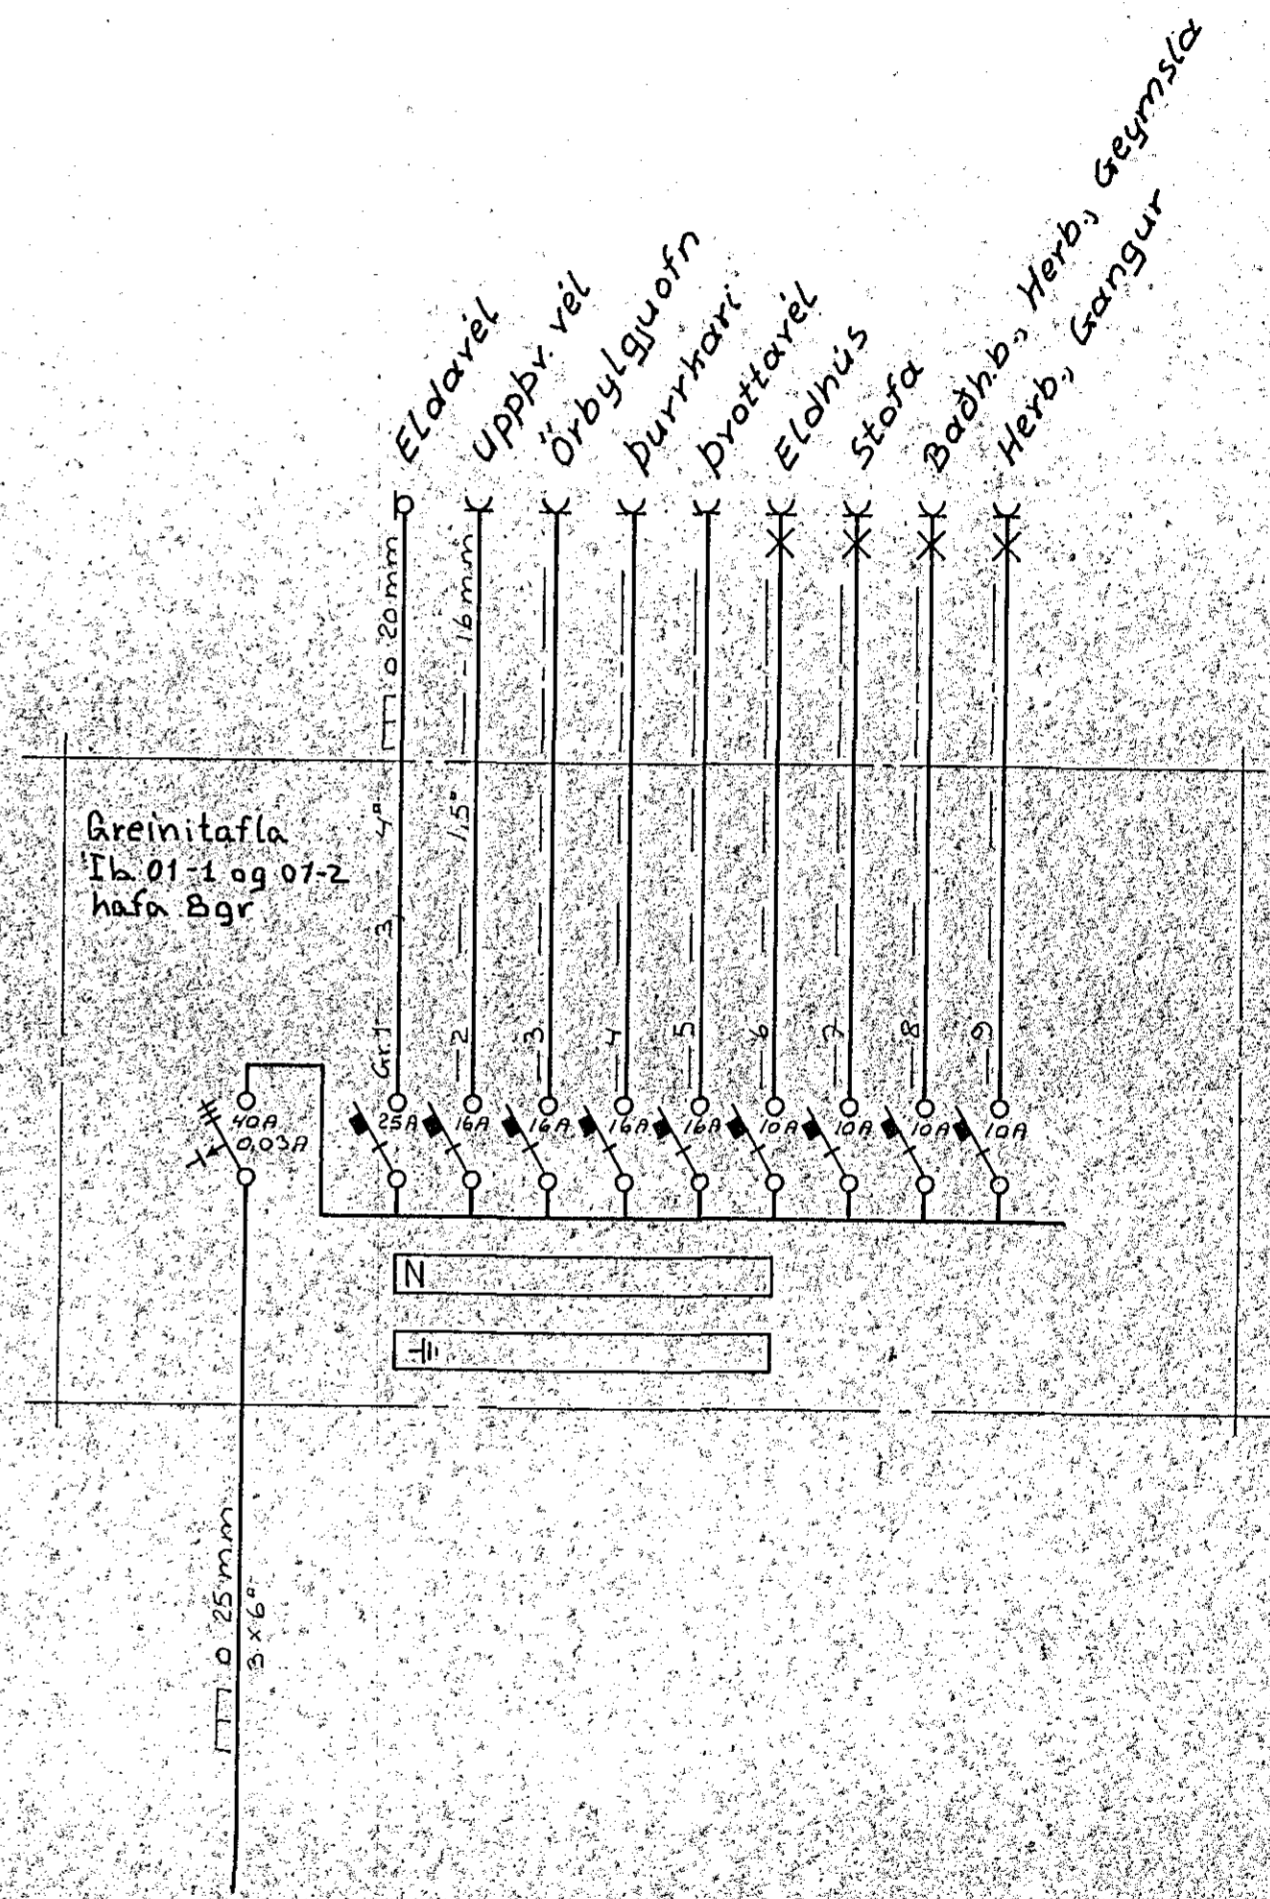 Eldavél
Uppþv. vél
Örbylgjuofn
Þurrkari
Þvottavél
Eldhús
Stofa
Baðh.b., Herb., Geymsla
Herb., Gangur
20mm
16mm
Greinitafla
Íb. 01-1 og 01-2
hafa 8gr
4"
1,5"
3
Gr.1
2
3
4
5
6
7
8
9
40A
0,03A
25A
16A
16A
16A
16A
10A
10A
10A
10A
N
25mm
3x6"